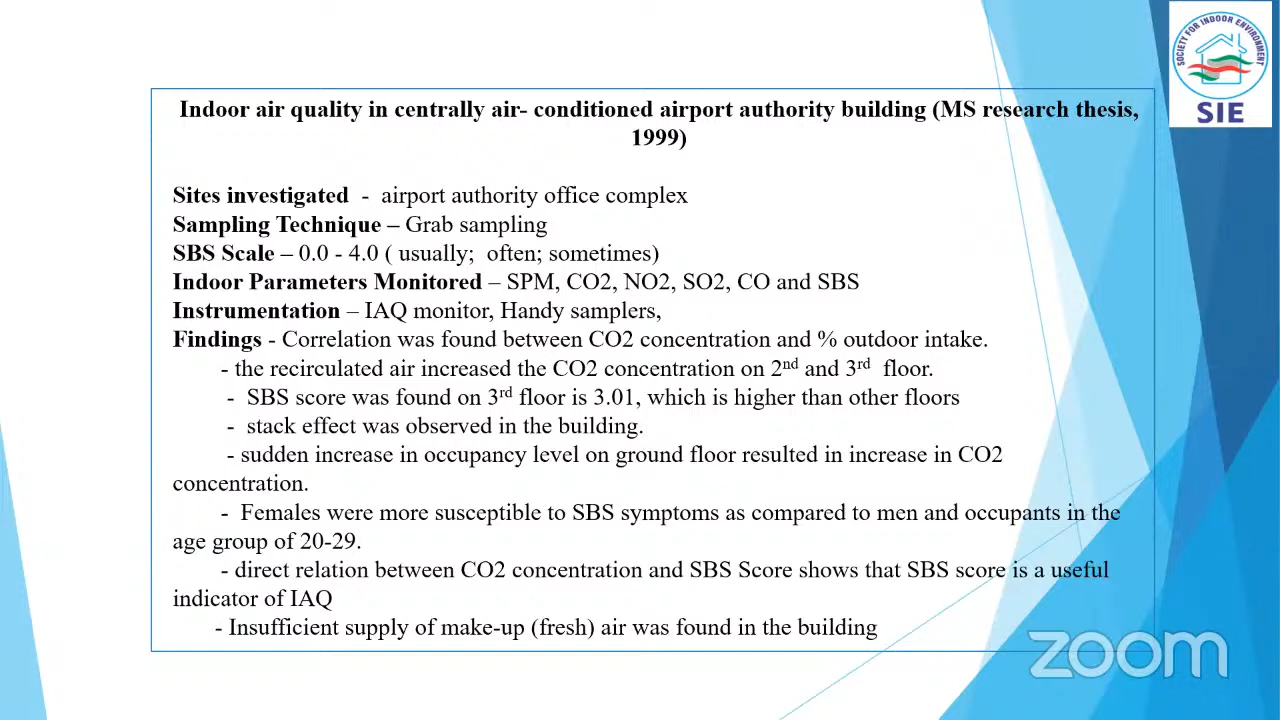 Indoor air quality in centrally air- conditioned airport authority building (MS research thesis,
1999)
Sites investigated - airport authority office complex
Sampling Technique – Grab sampling
SBS Scale – 0.0 - 4.0 ( usually; often; sometimes)
Indoor Parameters Monitored – SPM, CO2, NO2, SO2, CO and SBS
Instrumentation – IAQ monitor, Handy samplers,
Findings - Correlation was found between CO2 concentration and % outdoor intake.
- the recirculated air increased the CO2 concentration on 2nd and 3rd floor.
- SBS score was found on 3rd floor is 3.01, which is higher than other floors
- stack effect was observed in the building.
- sudden increase in occupancy level on ground floor resulted in increase in CO2
concentration.
- Females were more susceptible to SBS symptoms as compared to men and occupants in the
age group of 20-29.
- direct relation between CO2 concentration and SBS Score shows that SBS score is a useful
indicator of IAQ
- Insufficient supply of make-up (fresh) air was found in the building
SOCIETY FOR INDOOR ENVIRONMENT
SIE
zoom